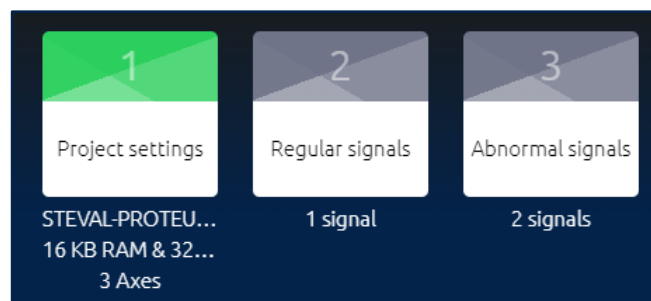 1
2
3
Project settings
Regular signals
Abnormal signals
STEVAL-PROTEU...
1 signal
2 signals
16 KB RAM & 32...
3 Axes